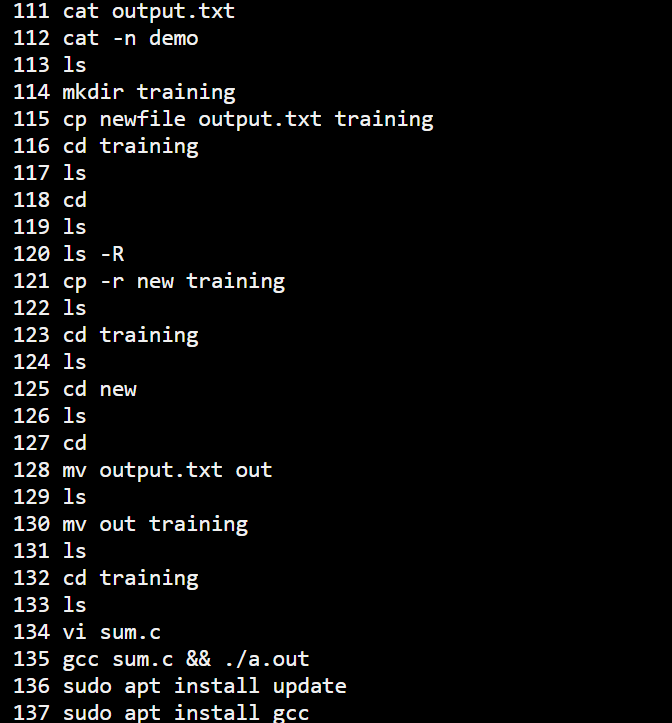 111 cat output.txt
112 cat -n demo
113 ls
114 mkdir training
115 cp newfile output.txt training
116 cd training
117 ls
118 cd
119 ls
120 ls -R
121 cp -r new training
122 ls
123 cd training
124 ls
125 cd new
126 ls
127 cd
128 mv output.txt out
129 ls
130 mv out training
131 ls
132 cd training
133 ls
134 vi sum.c
135 gcc sum.c && ./a.out
136 sudo apt install update
137 sudo apt install gcc